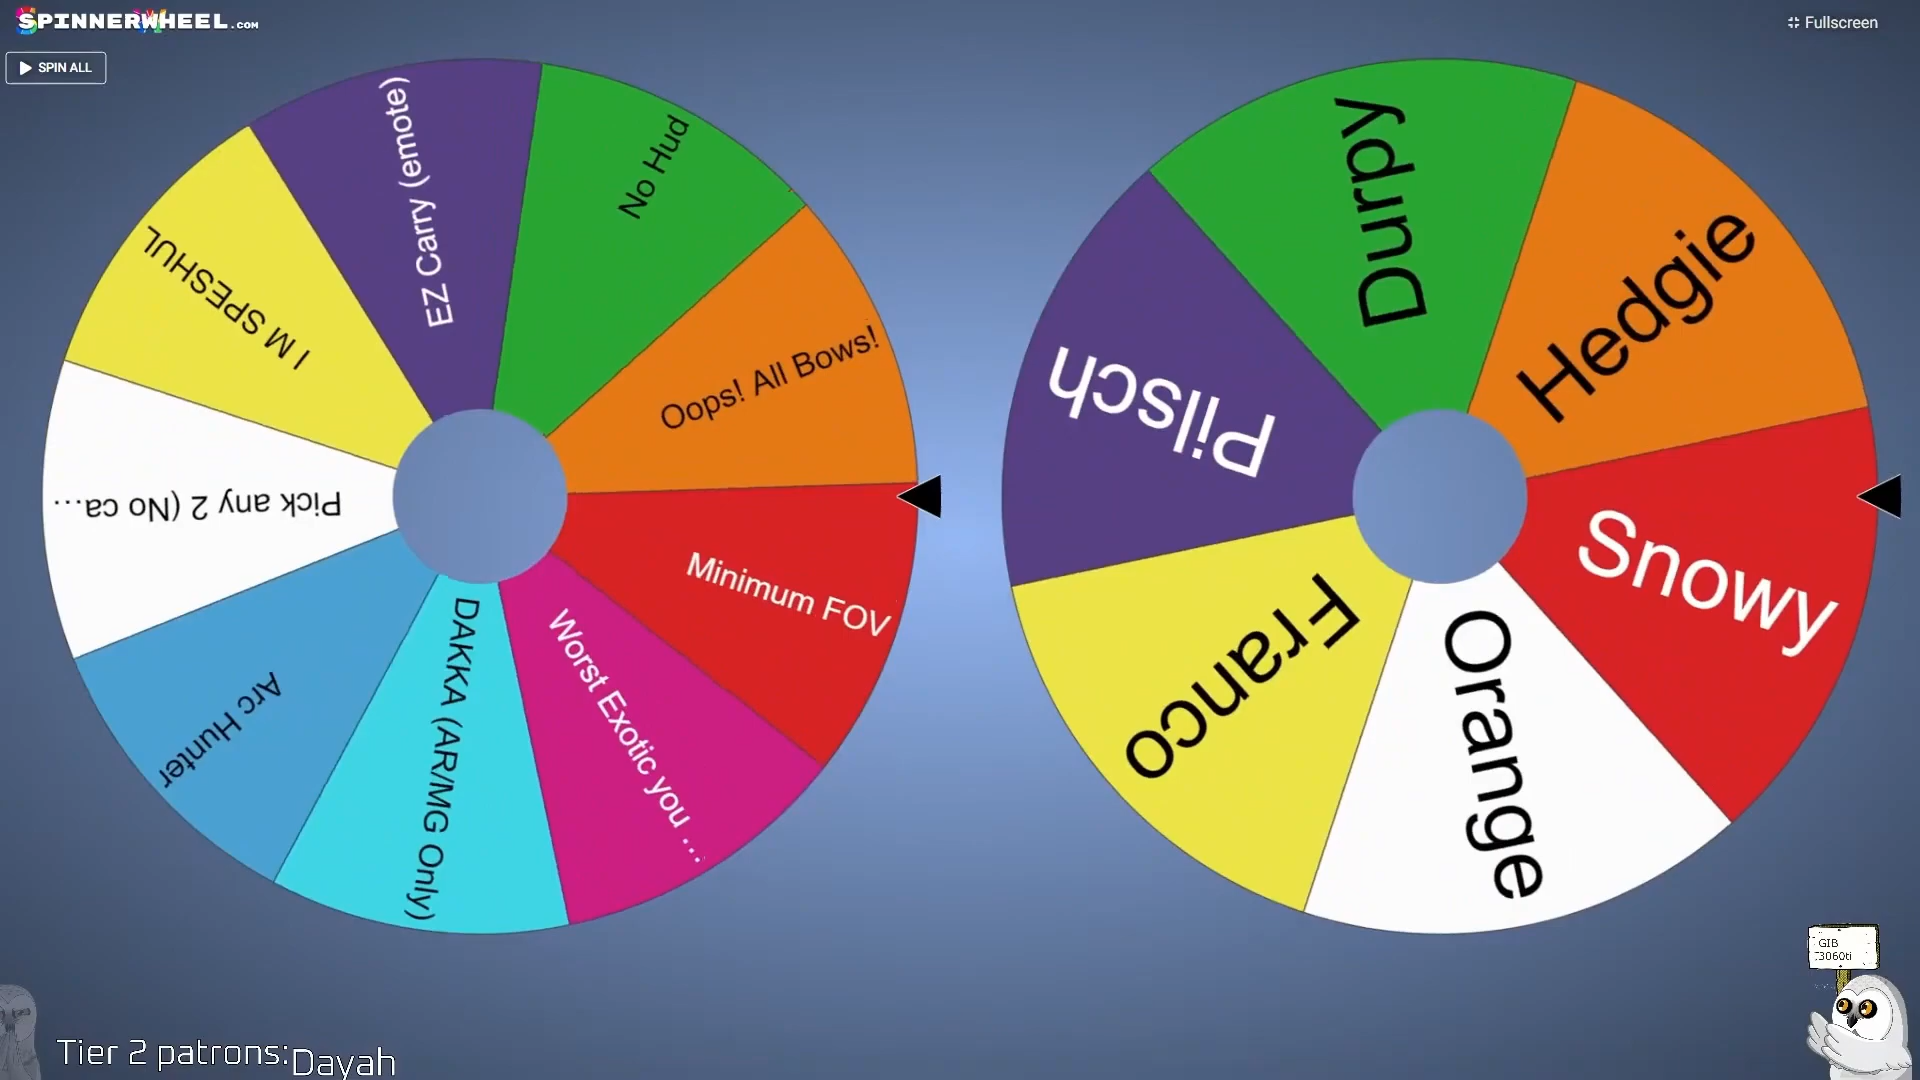 SPINNERWHEEL.COM
Fullscreen
SPIN ALL
EZ Carry (emote)
No Hud
Oops! All Bows!
Minimum FOV
Worst Exotic you ...
DAKKA (AR/MG Only)
Arc Hunter
Pick any 2 (No ca...
I M SPESHUL
Durpy
Hedgie
Snowy
Orange
Franco
Pilsch
GIB
3060ti
Tier 2 patrons:
Dayah